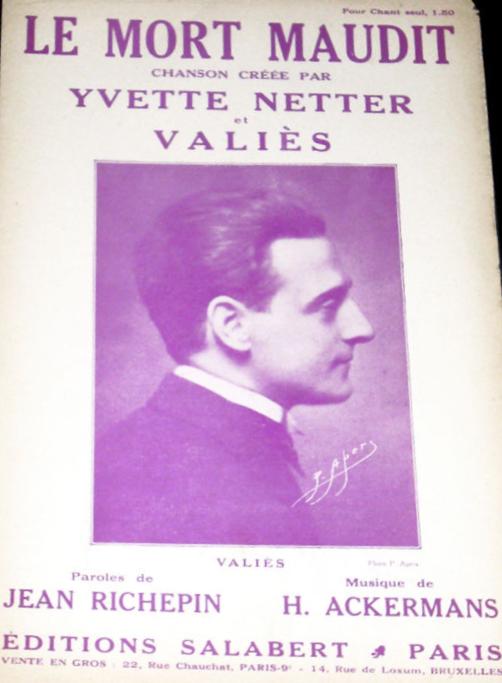 Pour Chant seul, 1.50
LE MORT MAUDIT
CHANSON CRÉÉE PAR
YVETTE NETTER
et
VALIÈS
VALIÈS
Photo P. Apers
Paroles de
JEAN RICHEPIN
Musique de
H. ACKERMANS
ÉDITIONS SALABERT PARIS
VENTE EN GROS : 22, Rue Chauchat, PARIS-9ᵉ - 14, Rue de Loxum, BRUXELLES